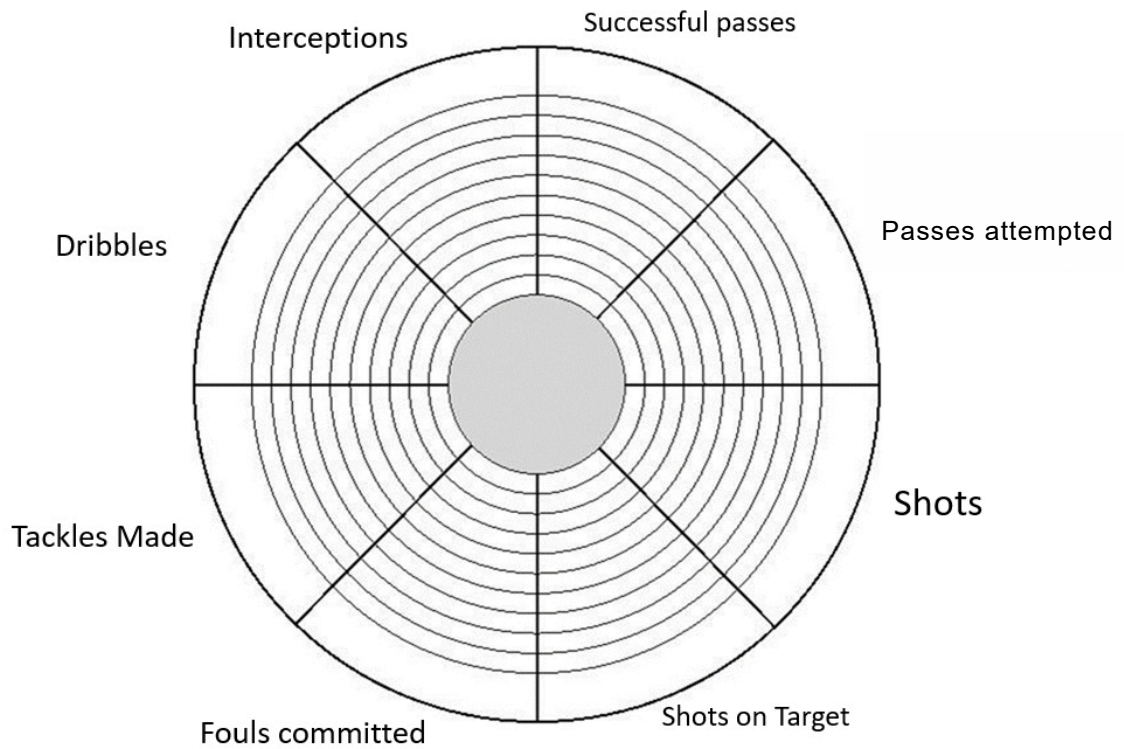 Successful passes
Interceptions
Passes attempted
Dribbles
Shots
Tackles Made
Shots on Target
Fouls committed